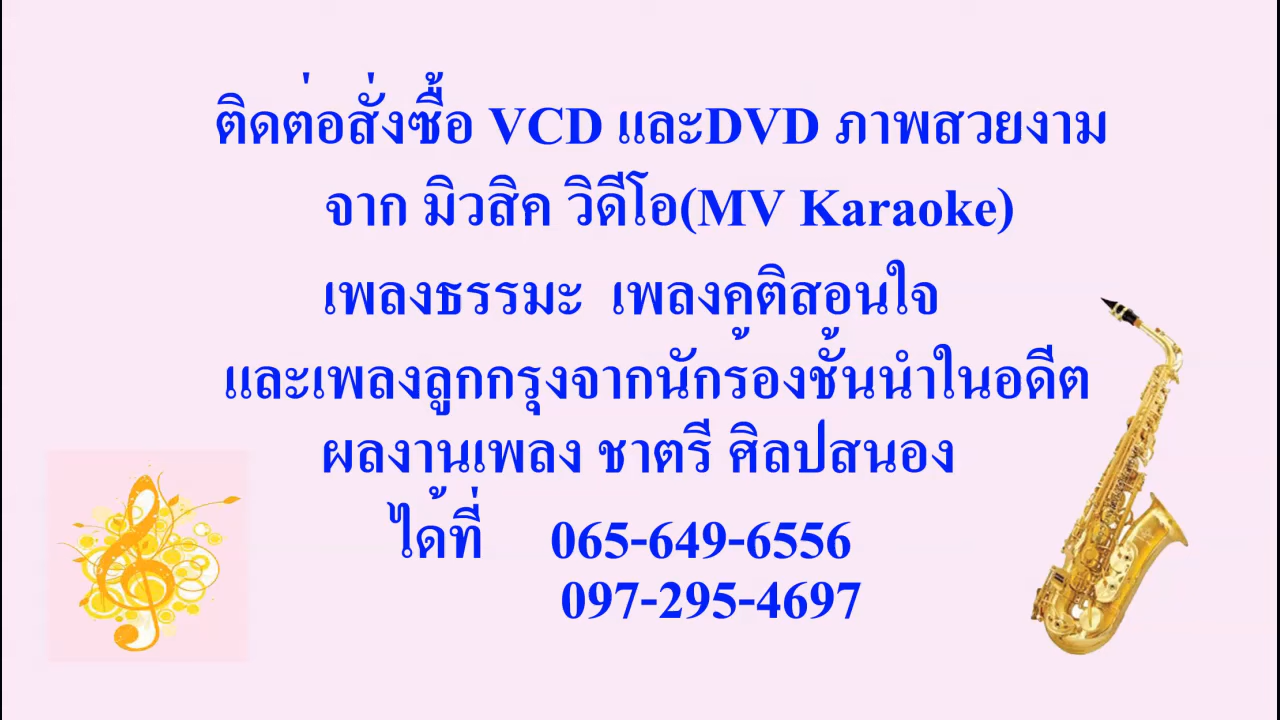 ติดต่อสั่งซื้อ VCD และDVD ภาพสวยงาม
จาก มิวสิค วิดีโอ(MV Karaoke)
เพลงธรรมะ เพลงคติสอนใจ
และเพลงลูกกรุงจากนักร้องชั้นนำในอดีต
ผลงานเพลง ชาตรี ศิลปสนอง
ได้ที่ 065-649-6556
097-295-4697